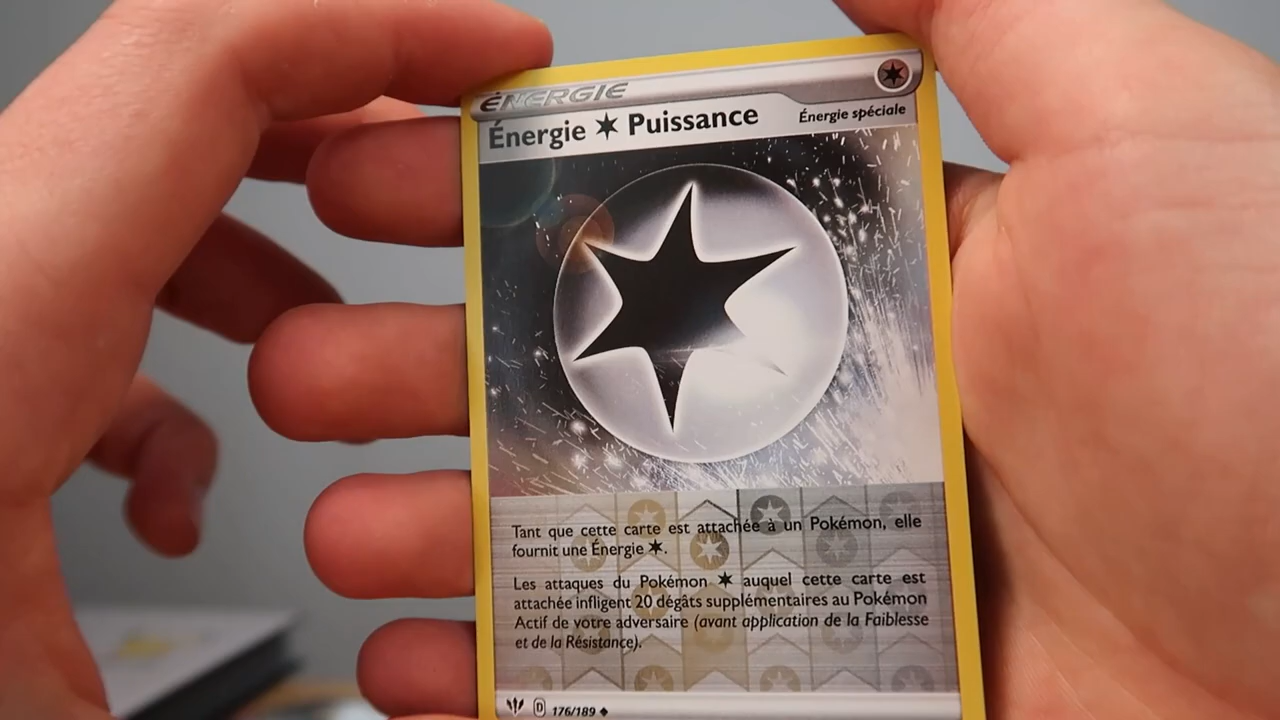 ÉNERGIE
Énergie ✶ Puissance
Énergie spéciale
Tant que cette carte est attachée à un Pokémon, elle
fournit une Énergie ✶.
Les attaques du Pokémon ✶ auquel cette carte est
attachée infligent 20 dégâts supplémentaires au Pokémon
Actif de votre adversaire (avant application de la Faiblesse
et de la Résistance).
D 176/189 ◆